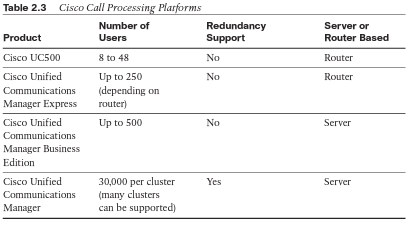 Table 2.3 Cisco Call Processing Platforms
Product
Number of
Users
Redundancy
Support
Server or
Router Based
Cisco UC500
8 to 48
No
Router
Cisco Unified
Communications
Manager Express
Up to 250
(depending on
router)
No
Router
Cisco Unified
Communications
Manager Business
Edition
Up to 500
No
Server
Cisco Unified
Communications
Manager
30,000 per cluster
(many clusters
can be supported)
Yes
Server